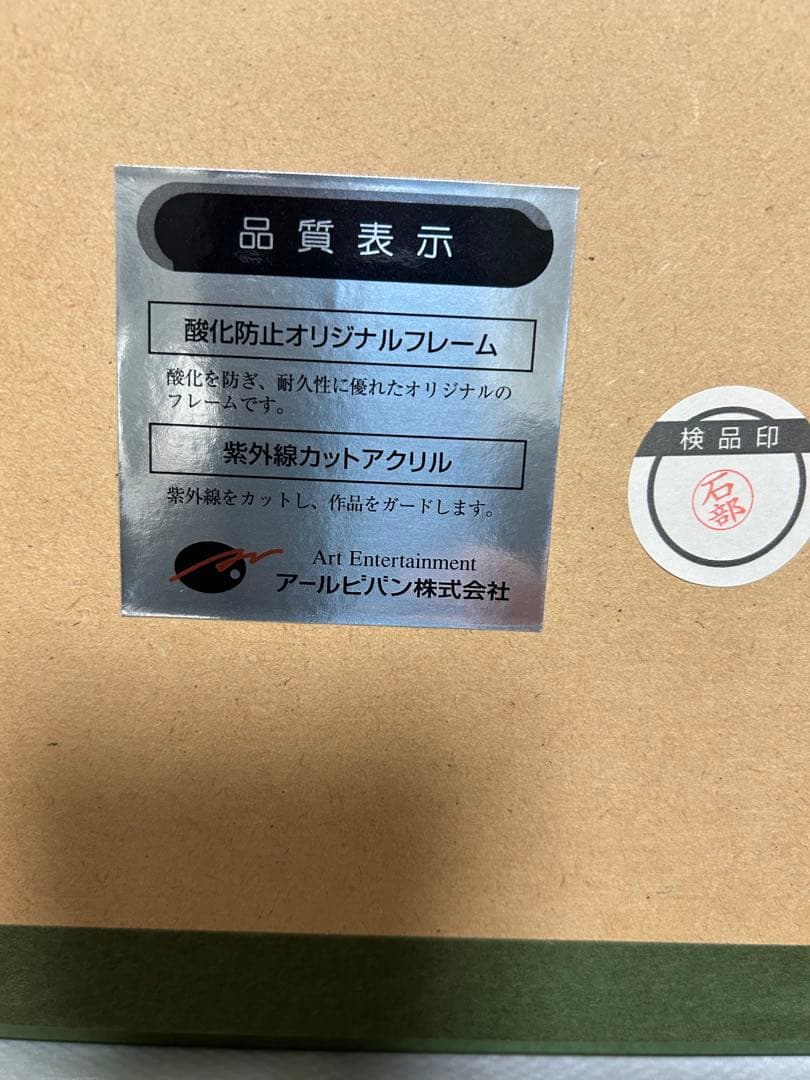 品質表示
酸化防止オリジナルフレーム
酸化を防ぎ、耐久性に優れたオリジナルの
フレームです。
紫外線カットアクリル
紫外線をカットし、作品をガードします。
Art Entertainment
アールビバン株式会社
検品印
石部